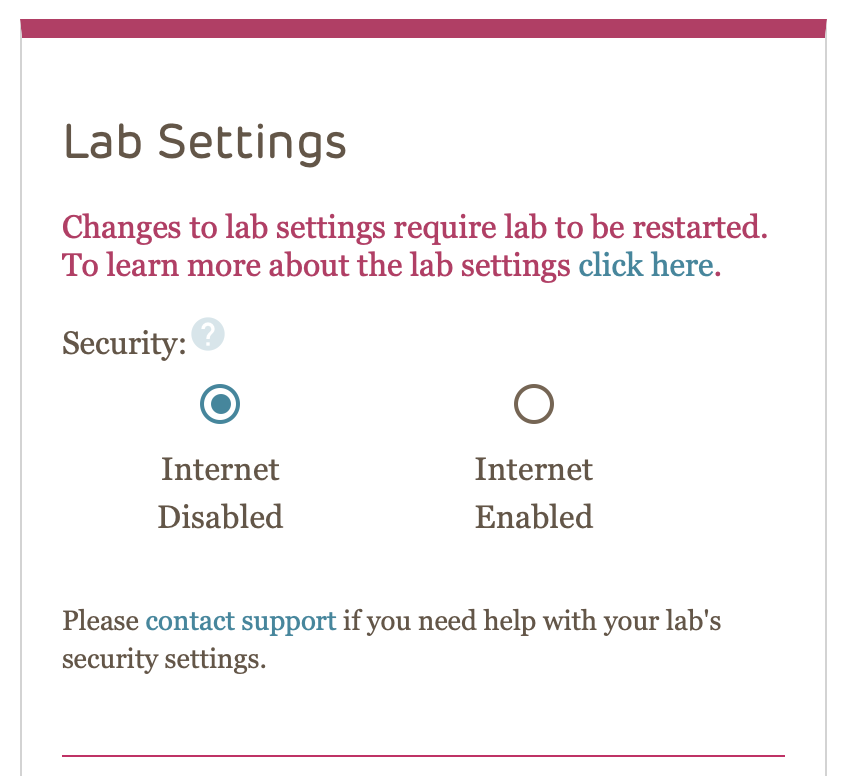 Lab Settings
Changes to lab settings require lab to be restarted.
To learn more about the lab settings click here.
Security: ?
Internet Internet
Disabled Enabled
Please contact support if you need help with your lab's
security settings.